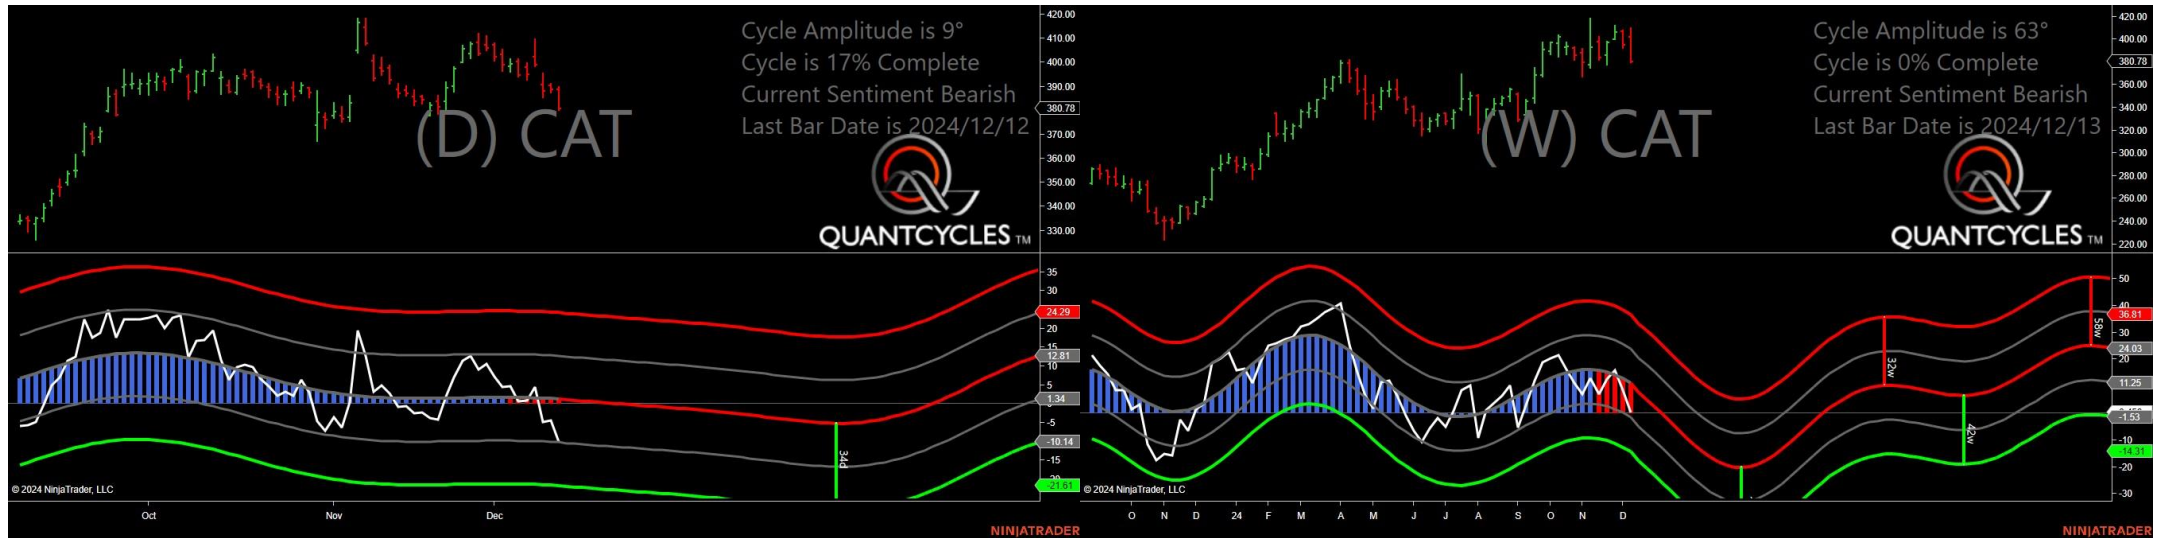 Cycle Amplitude is 9°
Cycle is 17% Complete
Current Sentiment Bearish
Last Bar Date is 2024/12/12
(D) CAT
QUANTCYCLES TM
420.00
410.00
400.00
390.00
380.78
370.00
360.00
350.00
340.00
330.00
35
30
24.29
20
15
12.81
10
5
1.34
-5
-10.14
-15
-21.61
34d
© 2024 NinjaTrader, LLC
Oct
Nov
Dec
NINJATRADER
Cycle Amplitude is 63°
Cycle is 0% Complete
Current Sentiment Bearish
Last Bar Date is 2024/12/13
(W) CAT
QUANTCYCLES TM
420.00
400.00
380.78
360.00
340.00
320.00
300.00
280.00
260.00
240.00
220.00
50
40
36.81
30
24.03
20
11.25
-1.53
-10
-14.31
-20
-30
32w
42w
58w
© 2024 NinjaTrader, LLC
O N D 24 F M A M J J A S O N D
NINJATRADER